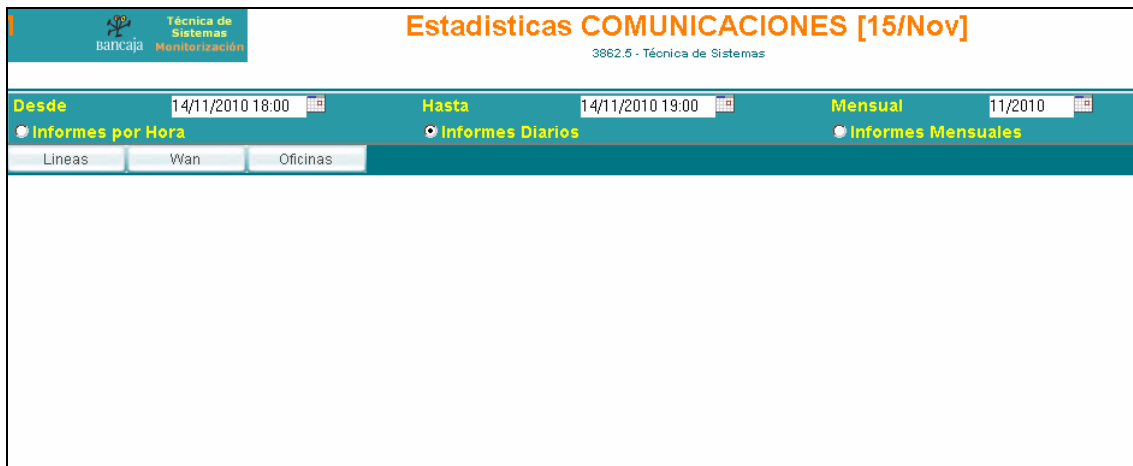 Técnica de
Sistemas
Bancaja Monitorización
Estadisticas COMUNICACIONES [15/Nov]
3862.5 - Técnica de Sistemas
Desde 14/11/2010 18:00 Hasta 14/11/2010 19:00 Mensual 11/2010
Informes por Hora Informes Diarios Informes Mensuales
Lineas Wan Oficinas